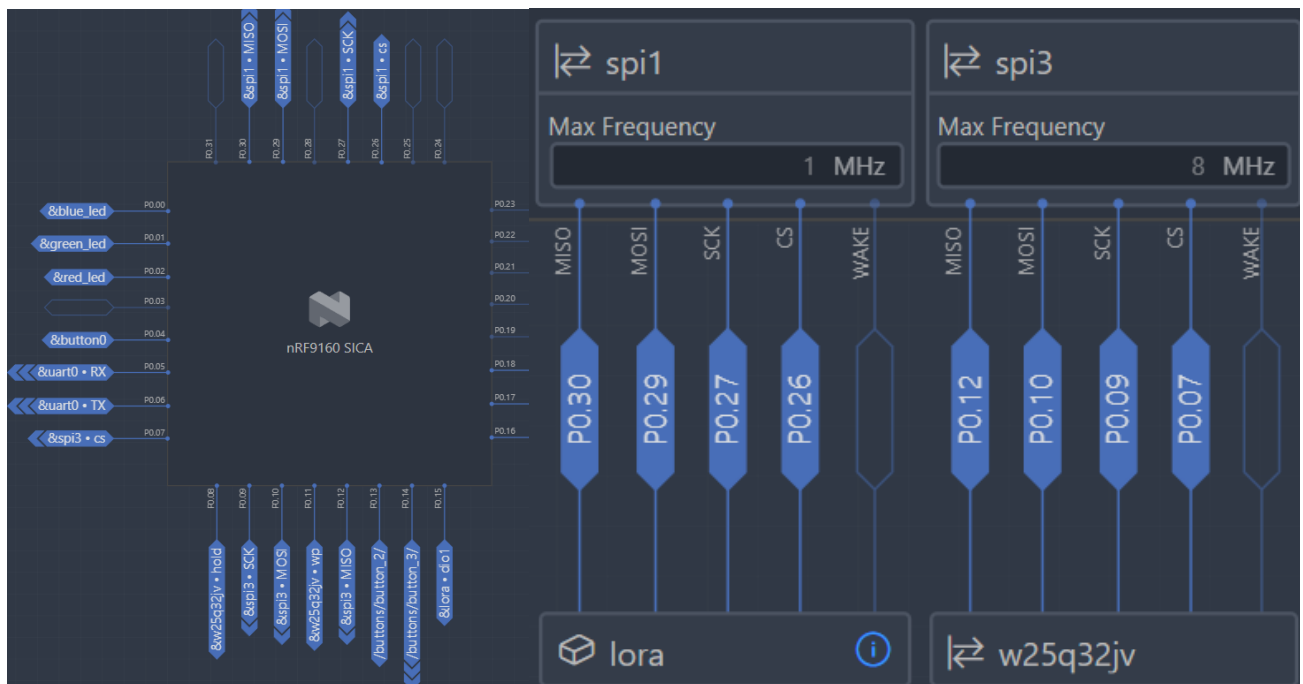 &spi1 • MISO
&spi1 • MOSI
&spi1 • SCK
&spi1 • cs
P0.31
P0.30
P0.29
P0.28
P0.27
P0.26
P0.25
P0.24
&blue_led
P0.00
&green_led
P0.01
&red_led
P0.02
P0.03
&button0
P0.04
&uart0 • RX
P0.05
&uart0 • TX
P0.06
&spi3 • cs
P0.07
nRF9160 SICA
P0.23
P0.22
P0.21
P0.20
P0.19
P0.18
P0.17
P0.16
P0.08
P0.09
P0.10
P0.11
P0.12
P0.13
P0.14
P0.15
&w25q32jv • hold
&spi3 • SCK
&spi3 • MOSI
&w25q32jv • wp
&spi3 • MISO
/buttons/button_2/
/buttons/button_3/
&lora • dio1
spi1
Max Frequency
1 MHz
MISO
MOSI
SCK
CS
WAKE
P0.30
P0.29
P0.27
P0.26
lora
spi3
Max Frequency
8 MHz
MISO
MOSI
SCK
CS
WAKE
P0.12
P0.10
P0.09
P0.07
w25q32jv